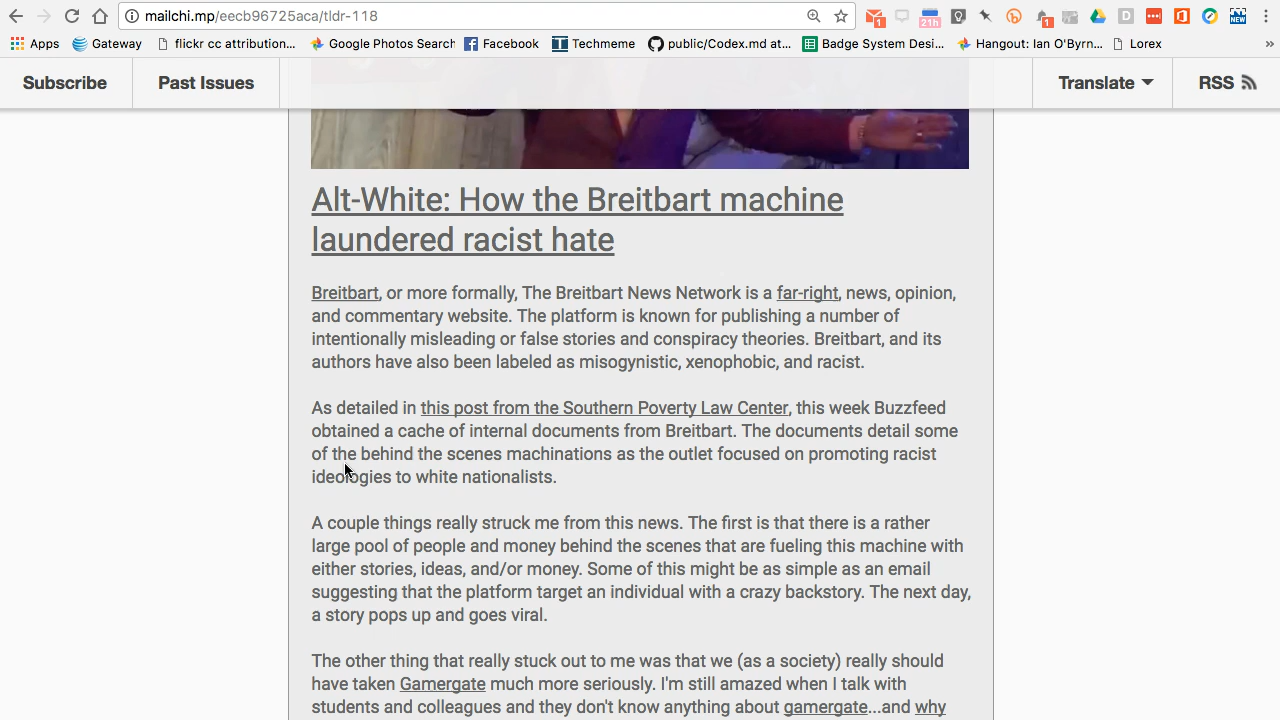 mailchi.mp/eecb96725aca/tldr-118
1
21h
1
D
NEW
Apps
Gateway
flickr cc attribution...
Google Photos Sear
Facebook
Techmeme
public/Codex.md at...
Badge System Desi...
Hangout: Ian O'Byrn...
Lorex
»
Subscribe
Past Issues
Translate
RSS
Alt-White: How the Breitbart machine
laundered racist hate
Breitbart, or more formally, The Breitbart News Network is a far-right, news, opinion,
and commentary website. The platform is known for publishing a number of
intentionally misleading or false stories and conspiracy theories. Breitbart, and its
authors have also been labeled as misogynistic, xenophobic, and racist.
As detailed in this post from the Southern Poverty Law Center, this week Buzzfeed
obtained a cache of internal documents from Breitbart. The documents detail some
of the behind the scenes machinations as the outlet focused on promoting racist
ideologies to white nationalists.
A couple things really struck me from this news. The first is that there is a rather
large pool of people and money behind the scenes that are fueling this machine with
either stories, ideas, and/or money. Some of this might be as simple as an email
suggesting that the platform target an individual with a crazy backstory. The next day,
a story pops up and goes viral.
The other thing that really stuck out to me was that we (as a society) really should
have taken Gamergate much more seriously. I'm still amazed when I talk with
students and colleagues and they don't know anything about gamergate...and why